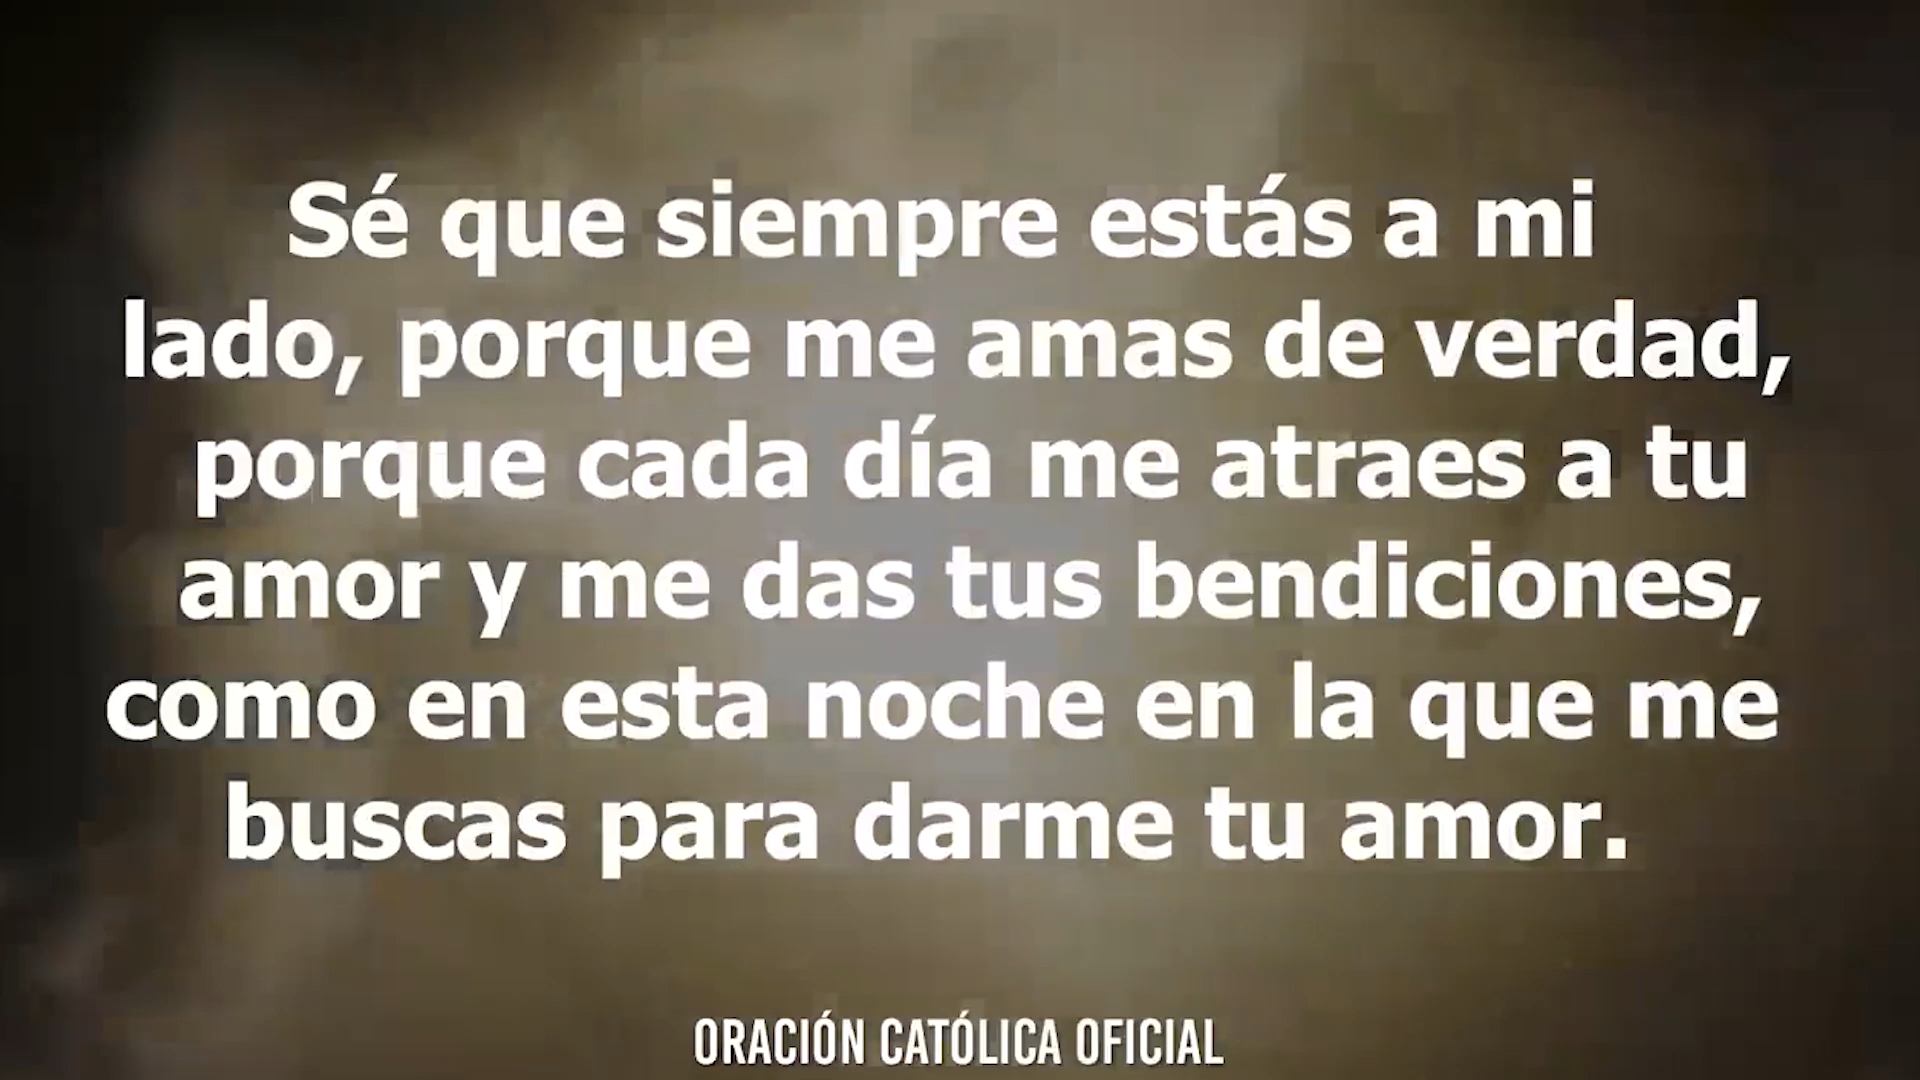 Sé que siempre estás a mi
lado, porque me amas de verdad,
porque cada día me atraes a tu
amor y me das tus bendiciones,
como en esta noche en la que me
buscas para darme tu amor.
ORACIÓN CATÓLICA OFICIAL